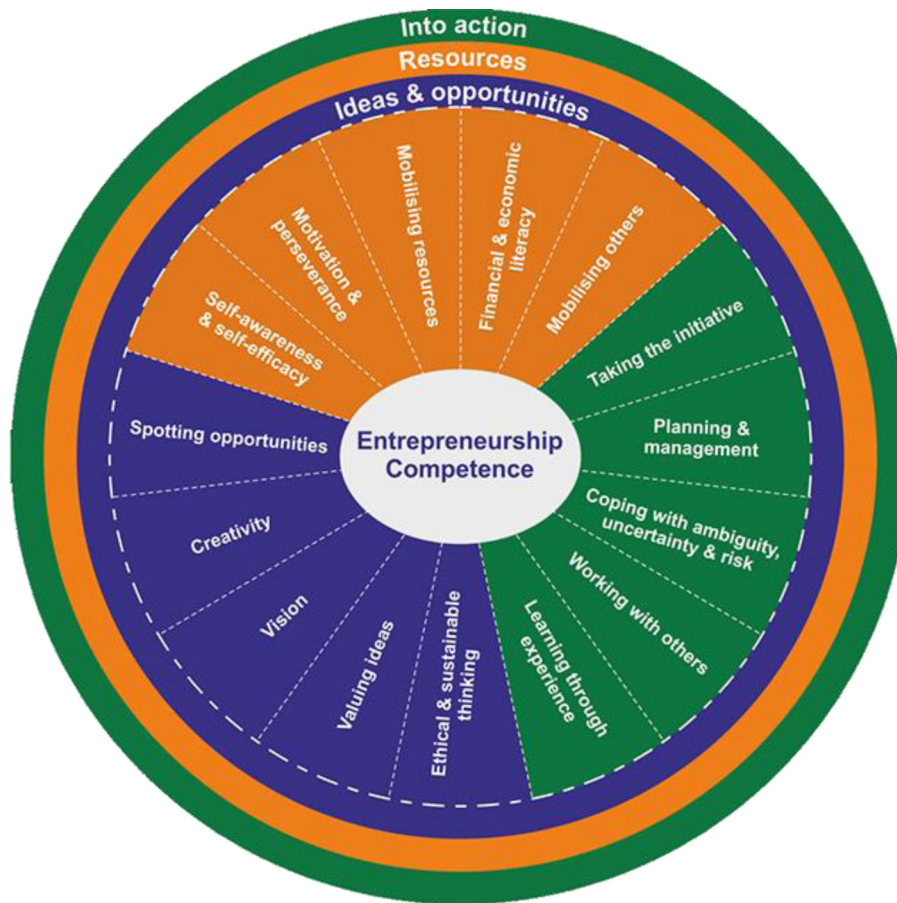 Into action
Resources
Ideas & opportunities
Self-awareness
& self-efficacy
Motivation &
perseverance
Mobilising resources
Financial & economic
literacy
Mobilising others
Taking the initiative
Planning &
management
Coping with ambiguity,
uncertainty & risk
Working with others
Learning through
experience
Ethical & sustainable
thinking
Valuing ideas
Vision
Creativity
Spotting opportunities
Entrepreneurship
Competence